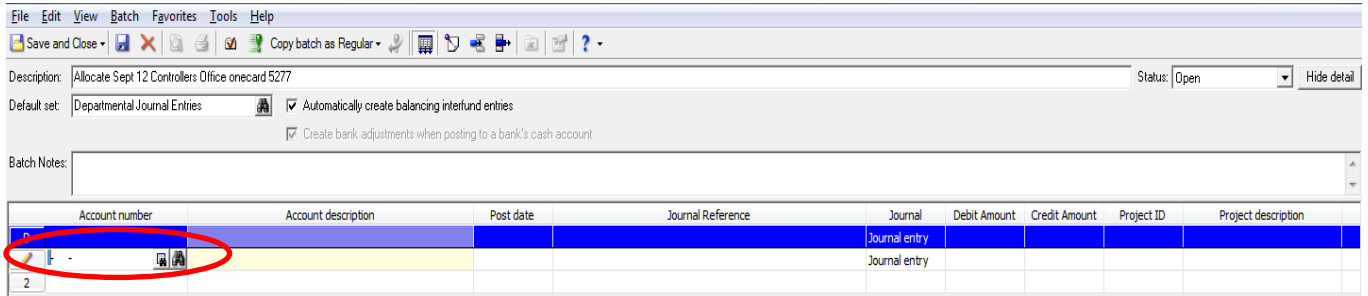 File Edit View Batch Favorites Tools Help
Save and Close Copy batch as Regular ?
Description: Allocate Sept 12 Controllers Office onecard 5277 Status: Open Hide detail
Default set: Departmental Journal Entries Automatically create balancing interfund entries
Create bank adjustments when posting to a bank's cash account
Batch Notes:
Account number Account description Post date Journal Reference Journal Debit Amount Credit Amount Project ID Project description
D Journal entry
- - Journal entry
2